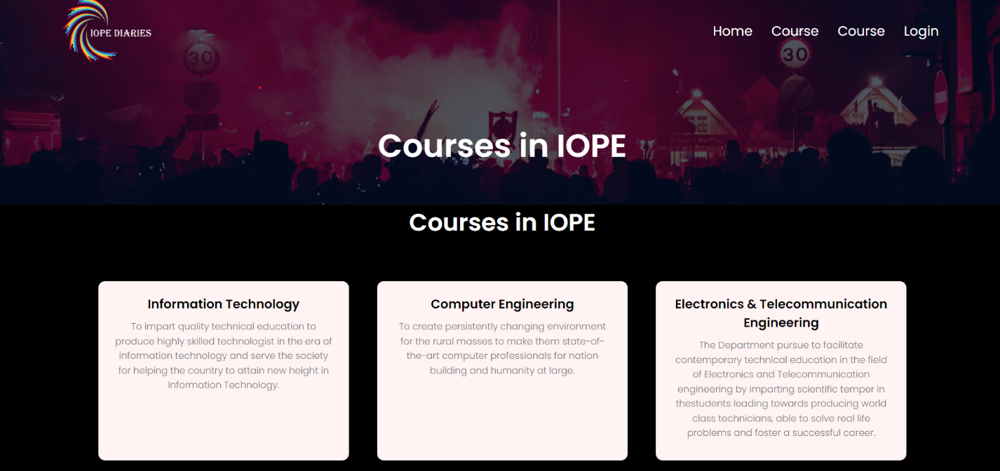 IOPE DIARIES
Home Course Course Login
30
30
Courses in IOPE
Courses in IOPE
Information Technology
To impart quality technical education to
produce highly skilled technologist in the era of
information technology and serve the society
for helping the country to attain new height in
Information Technology.
Computer Engineering
To create persistently changing environment
for the rural masses to make them state-of-
the-art computer professionals for nation
building and humanity at large.
Electronics & Telecommunication
Engineering
The Department pursue to facilitate
contemporary technical education in the field
of Electronics and Telecommunication
engineering by imparting scientific temper in
thestudents leading towards producing world
class technicians, able to solve real life
problems and foster a successful career.